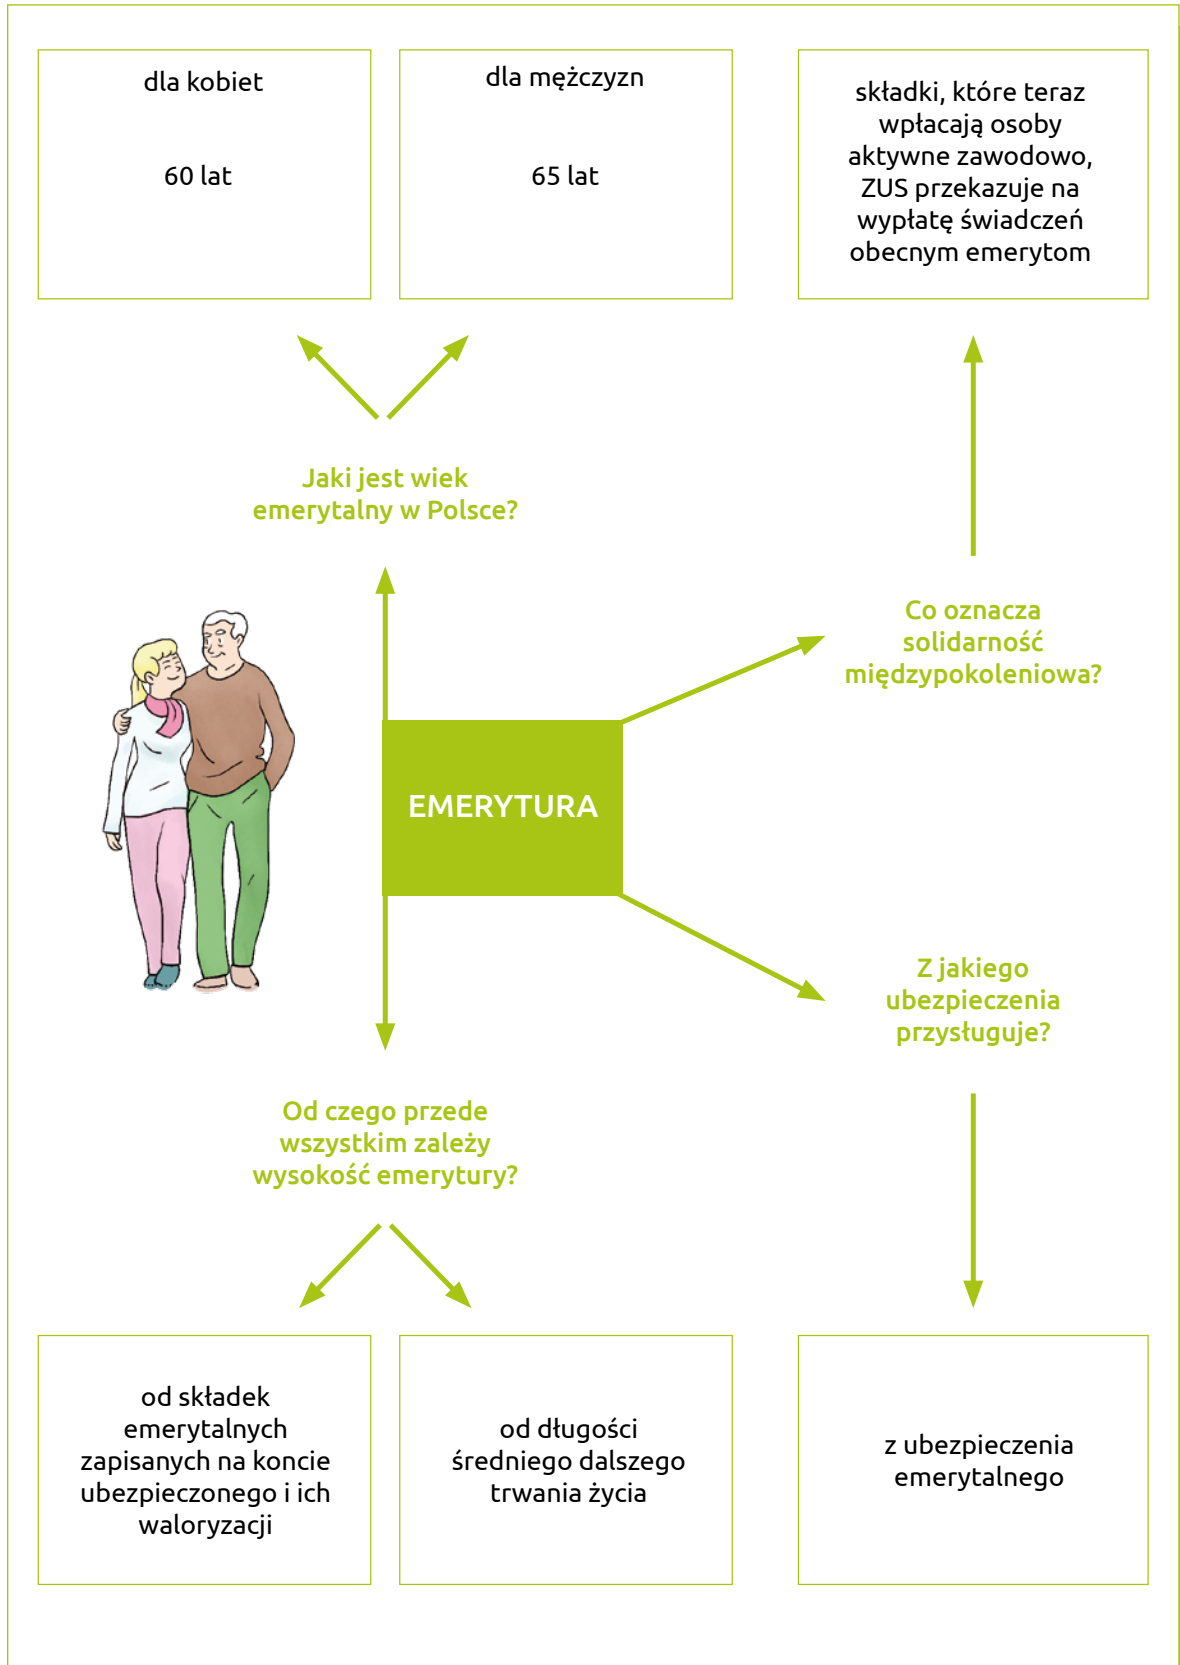 dla kobiet
60 lat
dla mężczyzn
65 lat
składki, które teraz
wpłacają osoby
aktywne zawodowo,
ZUS przekazuje na
wypłatę świadczeń
obecnym emerytom
Jaki jest wiek
emerytalny w Polsce?
Co oznacza
solidarność
międzypokoleniowa?
EMERYTURA
Z jakiego
ubezpieczenia
przysługuje?
Od czego przede
wszystkim zależy
wysokość emerytury?
od składek
emerytalnych
zapisanych na koncie
ubezpieczonego i ich
waloryzacji
od długości
średniego dalszego
trwania życia
z ubezpieczenia
emerytalnego